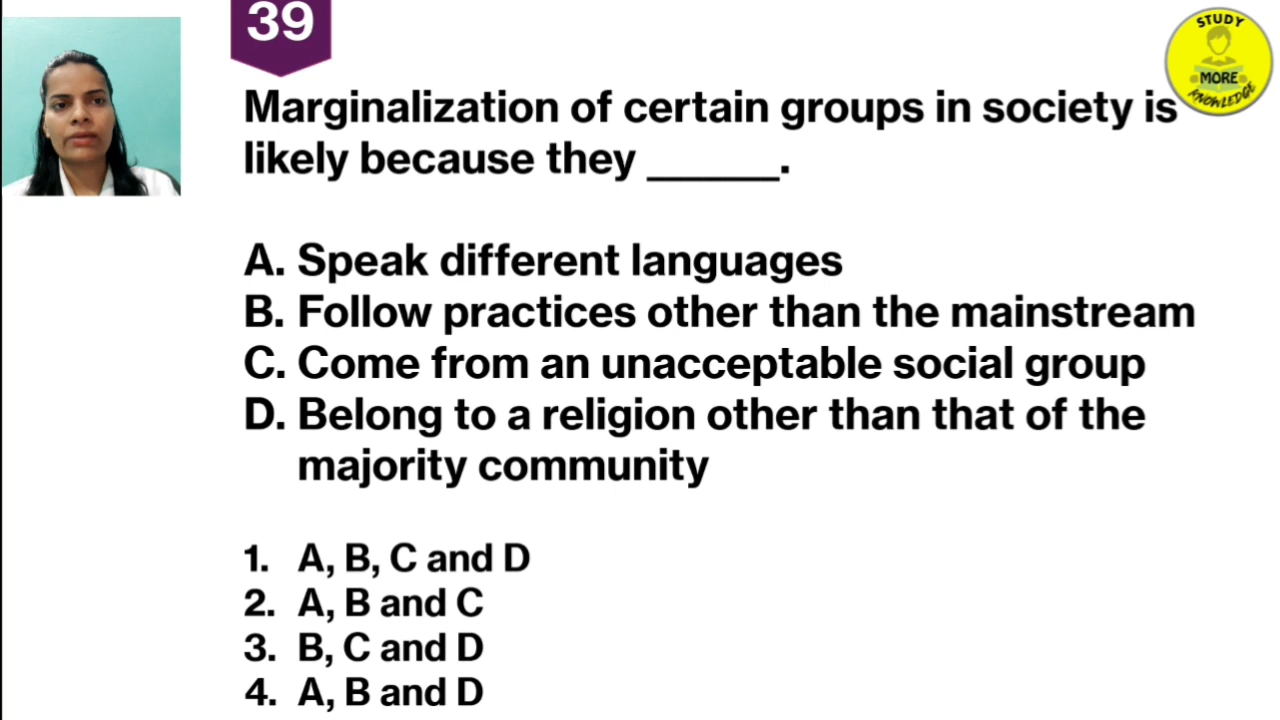 39
STUDY
MORE
KNOWLEDGE
Marginalization of certain groups in society is
likely because they ______.
A. Speak different languages
B. Follow practices other than the mainstream
C. Come from an unacceptable social group
D. Belong to a religion other than that of the
majority community
1. A, B, C and D
2. A, B and C
3. B, C and D
4. A, B and D